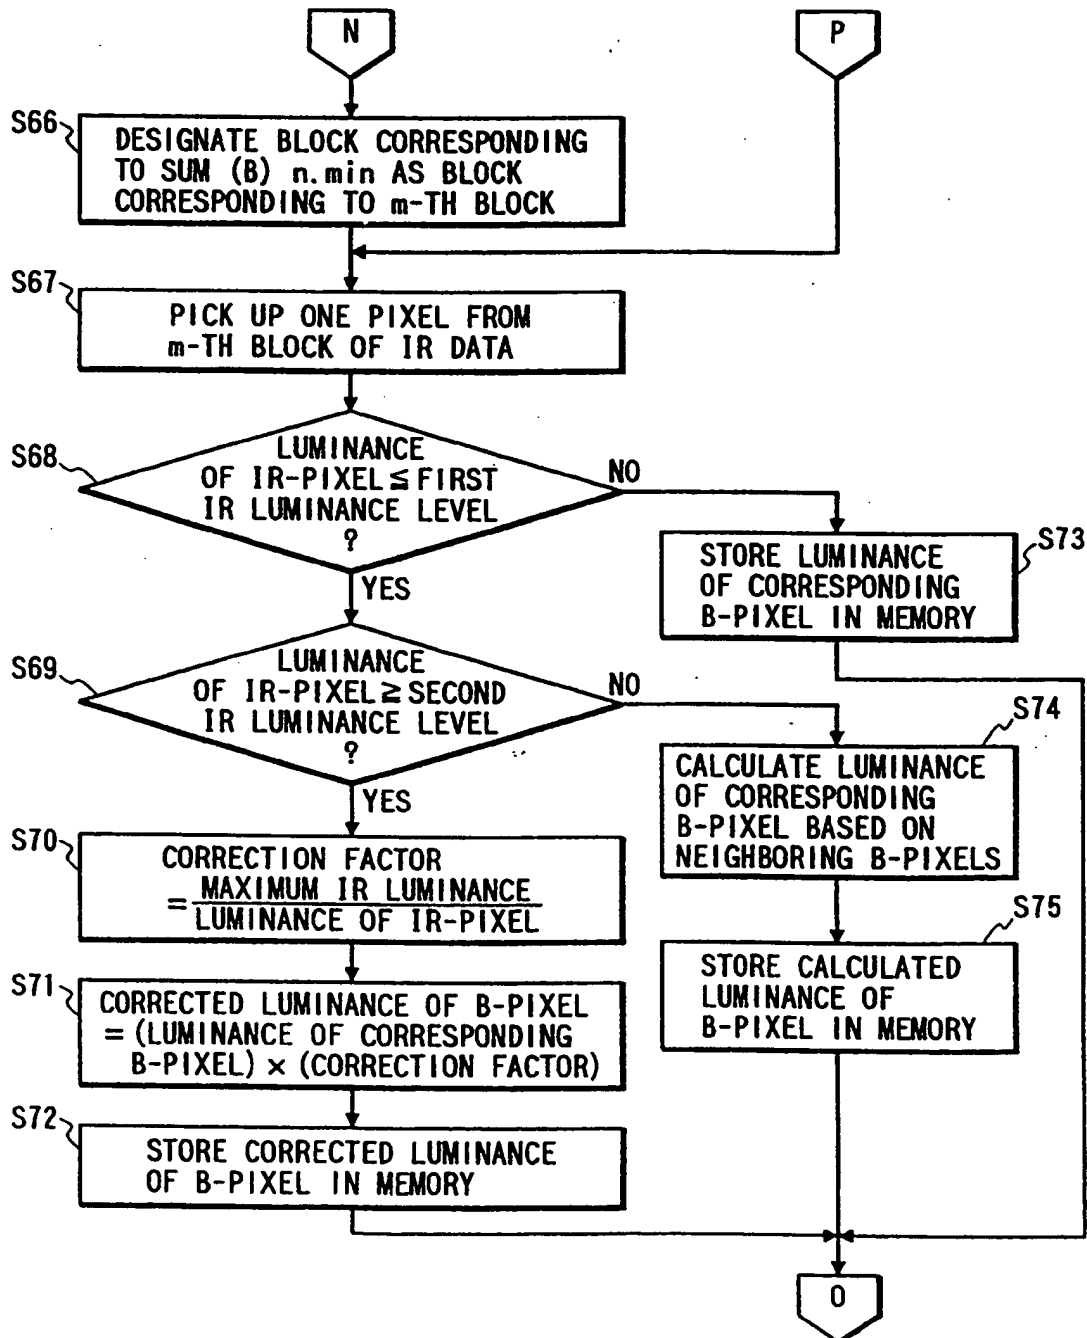 N
P
S66
DESIGNATE BLOCK CORRESPONDING
TO SUM (B) n.min AS BLOCK
CORRESPONDING TO m-TH BLOCK
S67
PICK UP ONE PIXEL FROM
m-TH BLOCK OF IR DATA
S68
LUMINANCE
OF IR-PIXEL ≦ FIRST
IR LUMINANCE LEVEL
?
NO
YES
S73
STORE LUMINANCE
OF CORRESPONDING
B-PIXEL IN MEMORY
S69
LUMINANCE
OF IR-PIXEL ≧ SECOND
IR LUMINANCE LEVEL
?
NO
YES
S74
CALCULATE LUMINANCE
OF CORRESPONDING
B-PIXEL BASED ON
NEIGHBORING B-PIXELS
S70
CORRECTION FACTOR
= MAXIMUM IR LUMINANCE
LUMINANCE OF IR-PIXEL
S75
STORE CALCULATED
LUMINANCE OF
B-PIXEL IN MEMORY
S71
CORRECTED LUMINANCE OF B-PIXEL
= (LUMINANCE OF CORRESPONDING
B-PIXEL) × (CORRECTION FACTOR)
S72
STORE CORRECTED LUMINANCE
OF B-PIXEL IN MEMORY
O